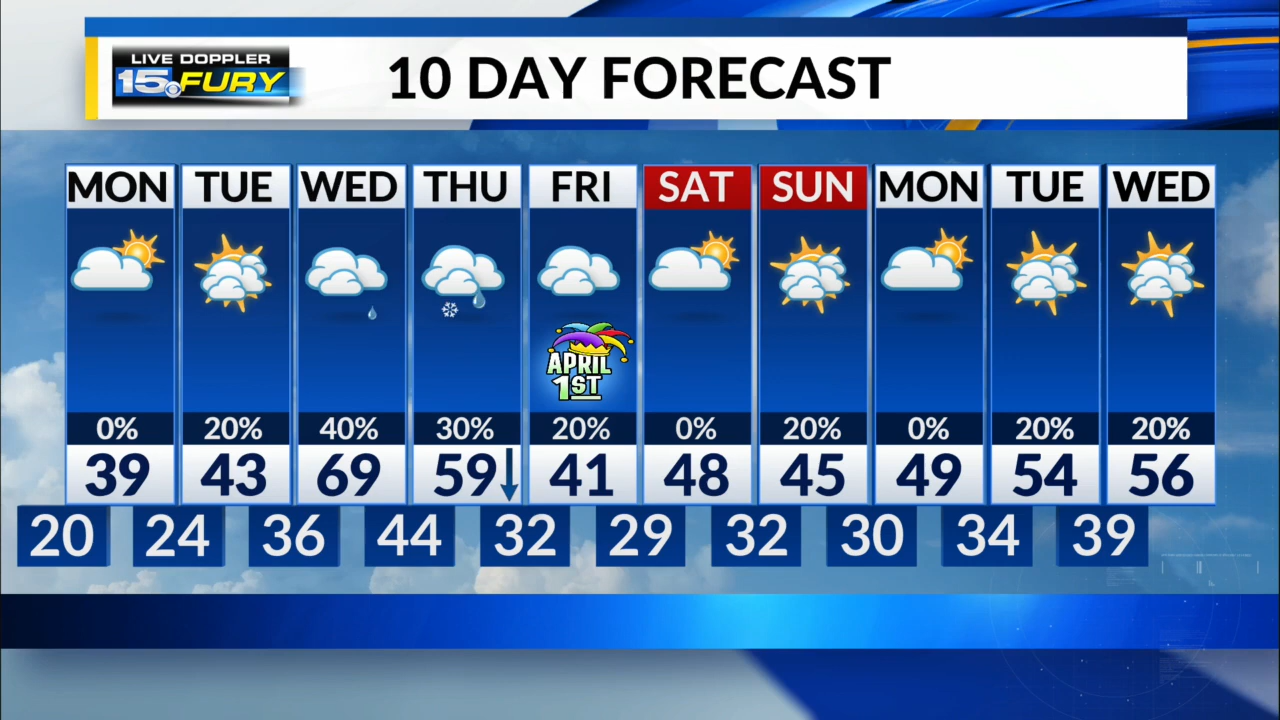 LIVE DOPPLER
15 FURY
10 DAY FORECAST
MON TUE WED THU FRI SAT SUN MON TUE WED
APRIL
1ST
0% 20% 40% 30% 20% 0% 20% 0% 20% 20%
39 43 69 59 41 48 45 49 54 56
20 24 36 44 32 29 32 30 34 39